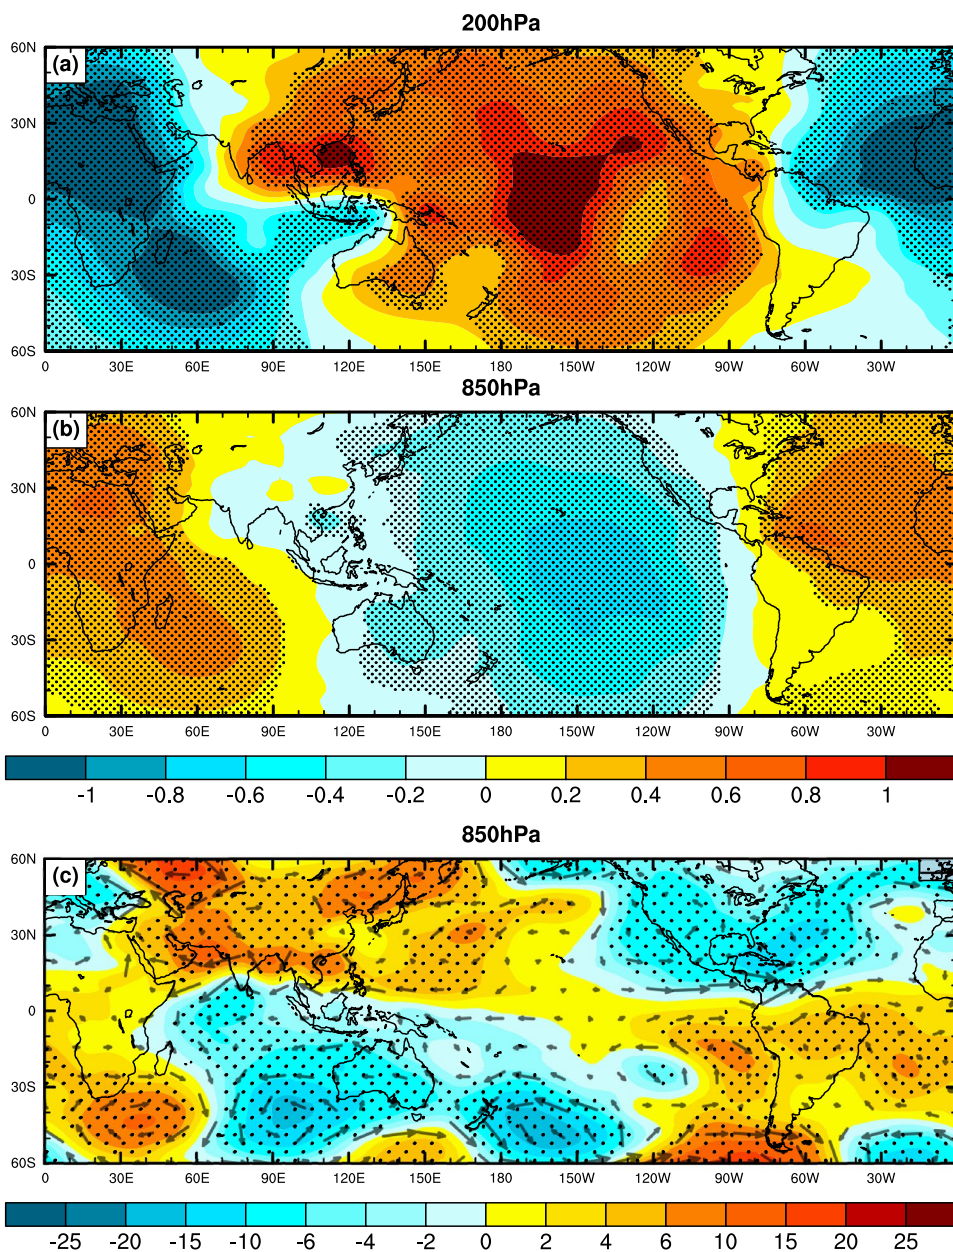 200hPa
(a)
60N
30N
0
30S
60S
0 30E 60E 90E 120E 150E 180 150W 120W 90W 60W 30W
850hPa
(b)
60N
30N
0
30S
60S
0 30E 60E 90E 120E 150E 180 150W 120W 90W 60W 30W
-1 -0.8 -0.6 -0.4 -0.2 0 0.2 0.4 0.6 0.8 1
850hPa
(c)
60N
30N
0
30S
60S
0 30E 60E 90E 120E 150E 180 150W 120W 90W 60W 30W
-25 -20 -15 -10 -6 -4 -2 0 2 4 6 10 15 20 25